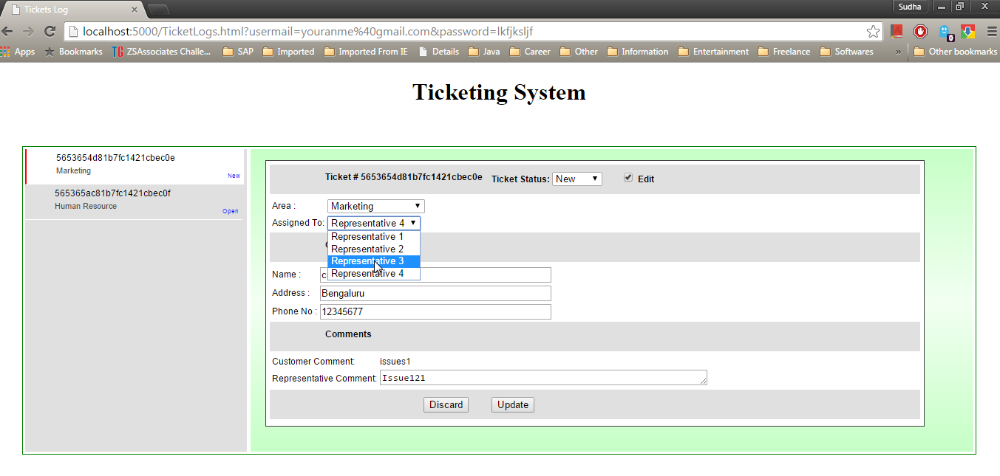 Tickets Log
Sudha
localhost:5000/TicketLogs.html?usermail=youranme%40gmail.com&password=lkfjksljf
0
Apps Bookmarks TG ZSAssociates Challe... SAP Imported Imported From IE Details Java Career Other Information Entertainment Freelance Softwares » Other bookmarks
Ticketing System
5653654d81b7fc1421cbec0e
Marketing
New
565365ac81b7fc1421cbec0f
Human Resource
Open
Ticket # 5653654d81b7fc1421cbec0e Ticket Status: New Edit
Area : Marketing
Assigned To: Representative 4
Representative 1
Representative 2
Representative 3
Representative 4
Name : c
Address : Bengaluru
Phone No : 12345677
Comments
Customer Comment: issues1
Representative Comment: Issue121
Discard Update